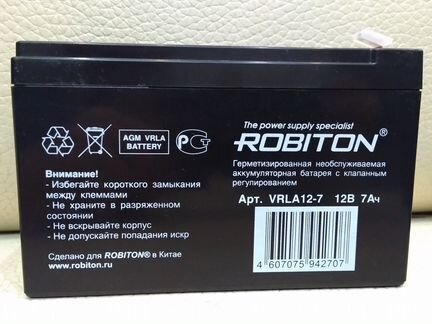 The power supply specialist
ROBITON®
AGM VRLA
BATTERY
РСТ
Герметизированная необслуживаемая
аккумуляторная батарея с клапанным
регулированием
Арт. VRLA12-7 12В 7Ач
Внимание!
- Избегайте короткого замыкания
между клеммами
- Не храните в разряженном
состоянии
- Не вскрывайте корпус
- Не допускайте попадания искр
Сделано для ROBITON® в Китае
www.robiton.ru
4 607075 942707